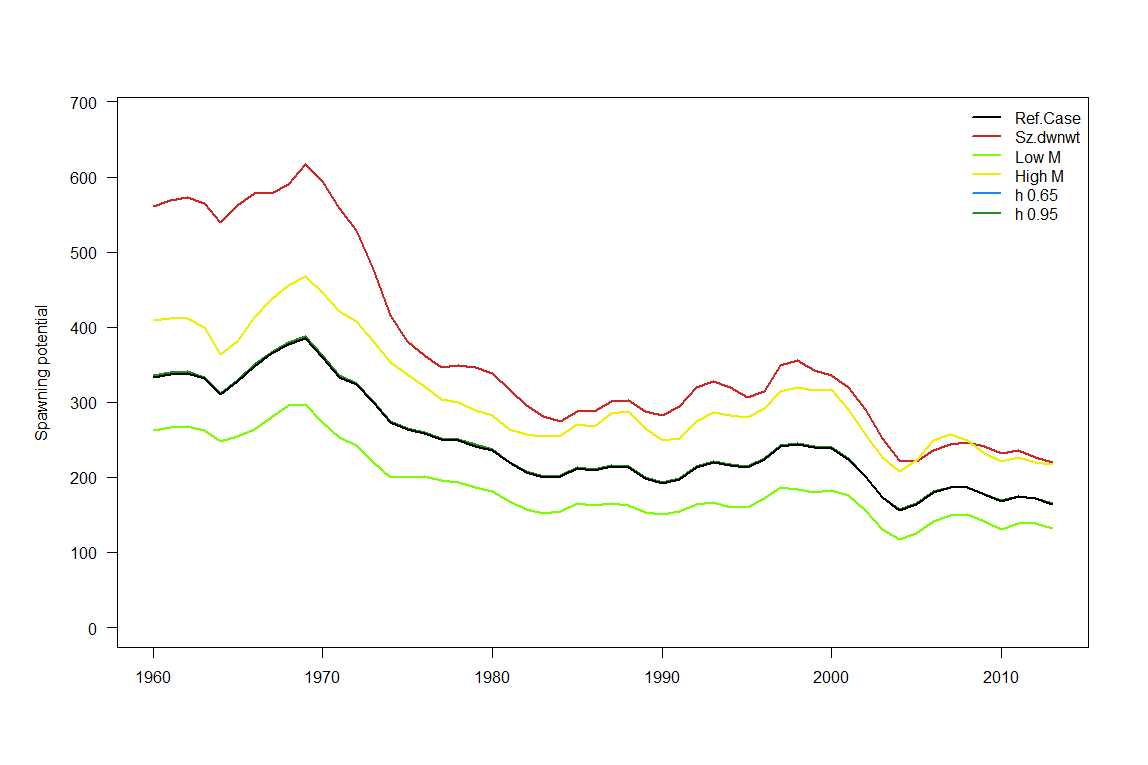 700
600
500
400
300
200
100
0
Spawning potential
1960 1970 1980 1990 2000 2010
Ref.Case
Sz.dwnwt
Low M
High M
h 0.65
h 0.95